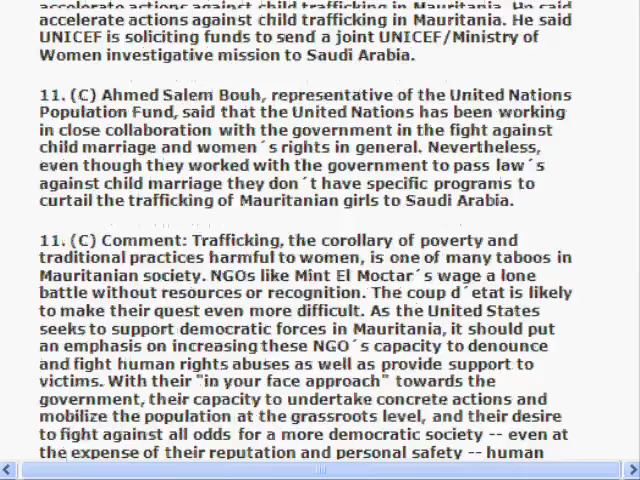 accelerate actions against child trafficking in Mauritania. He said
accelerate actions against child trafficking in Mauritania. He said
UNICEF is soliciting funds to send a joint UNICEF/Ministry of
Women investigative mission to Saudi Arabia.
11. (C) Ahmed Salem Bouh, representative of the United Nations
Population Fund, said that the United Nations has been working
in close collaboration with the government in the fight against
child marriage and women´s rights in general. Nevertheless,
even though they worked with the government to pass law´s
against child marriage they don´t have specific programs to
curtail the trafficking of Mauritanian girls to Saudi Arabia.
11. (C) Comment: Trafficking, the corollary of poverty and
traditional practices harmful to women, is one of many taboos in
Mauritanian society. NGOs like Mint El Moctar´s wage a lone
battle without resources or recognition. The coup d´etat is likely
to make their quest even more difficult. As the United States
seeks to support democratic forces in Mauritania, it should put
an emphasis on increasing these NGO´s capacity to denounce
and fight human rights abuses as well as provide support to
victims. With their "in your face approach" towards the
government, their capacity to undertake concrete actions and
mobilize the population at the grassroots level, and their desire
to fight against all odds for a more democratic society -- even at
the expense of their reputation and personal safety -- human